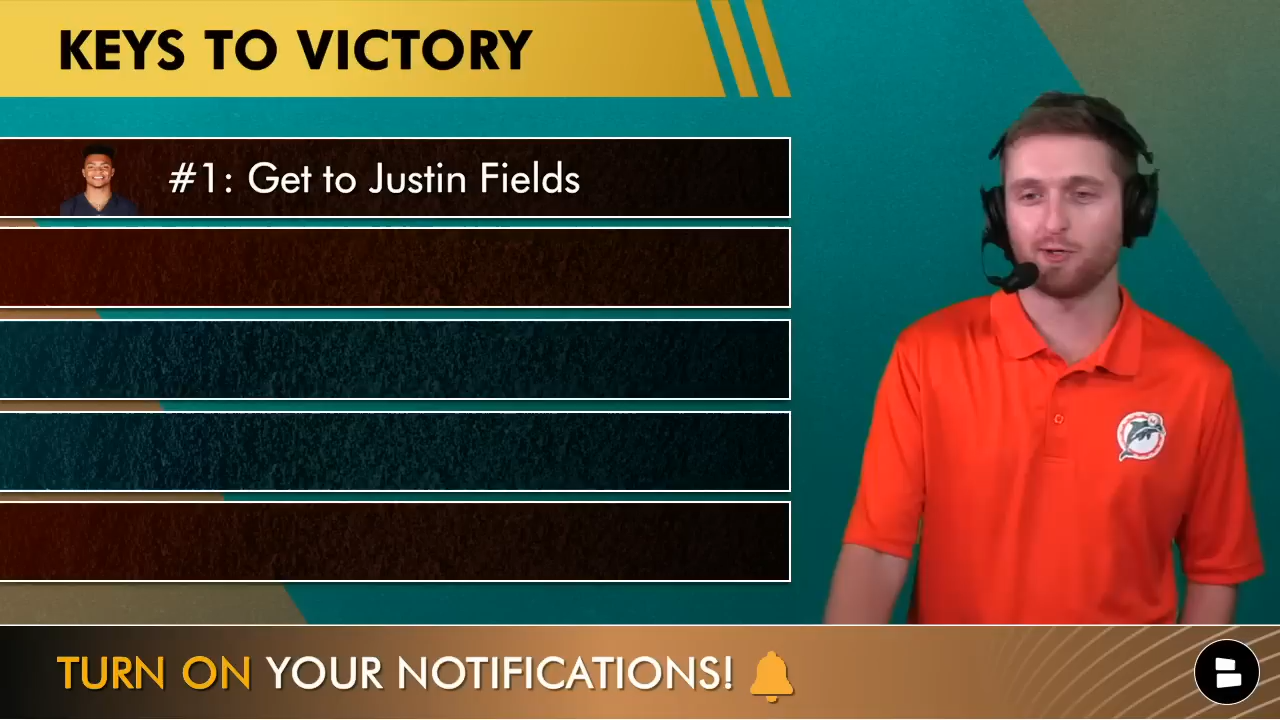 KEYS TO VICTORY
#1: Get to Justin Fields
TURN ON YOUR NOTIFICATIONS!